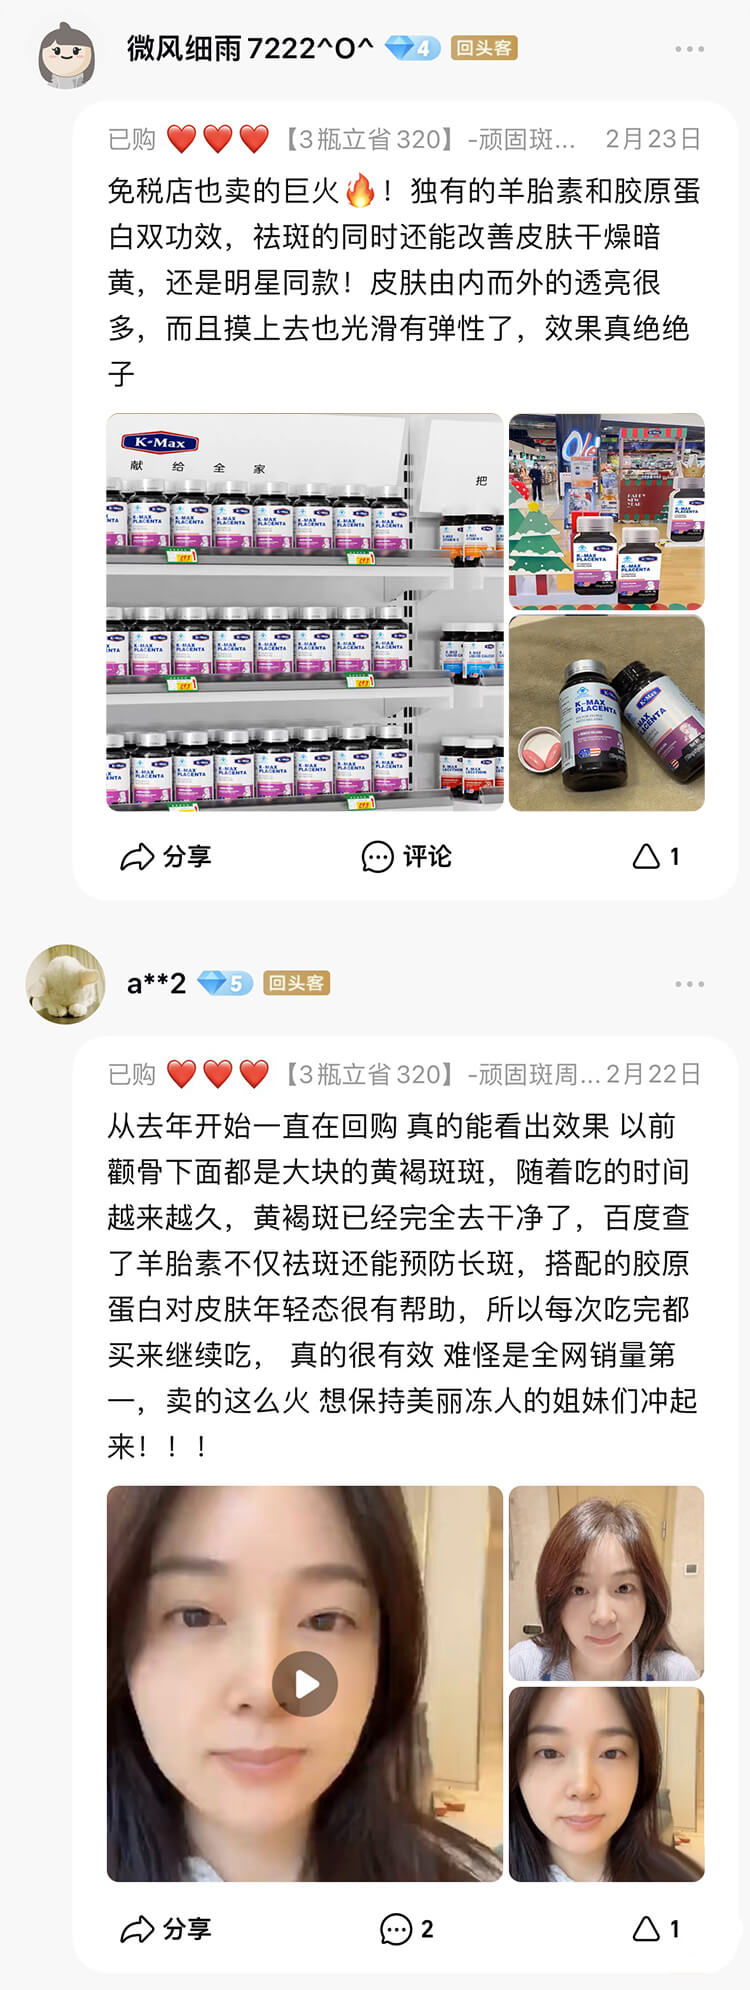 微风细雨7222^O^ 4 回头客
已购 ❤️❤️❤️【3瓶立省320】-顽固斑... 2月23日
免税店也卖的巨火🔥！独有的羊胎素和胶原蛋
白双功效，祛斑的同时还能改善皮肤干燥暗
黄，还是明星同款！皮肤由内而外的透亮很
多，而且摸上去也光滑有弹性了，效果真绝绝
子
K-Max
献给全家
把
Olé
HAPPY
NEW
YEAR
K-MAX
PLACENTA
K-MAX
PLACENTA
K-MAX
PLACENTA
分享
评论
1
a**2 5 回头客
已购 ❤️❤️❤️【3瓶立省320】-顽固斑周... 2月22日
从去年开始一直在回购 真的能看出效果 以前
颧骨下面都是大块的黄褐斑斑，随着吃的时间
越来越久，黄褐斑已经完全去干净了，百度查
了羊胎素不仅祛斑还能预防长斑，搭配的胶原
蛋白对皮肤年轻态很有帮助，所以每次吃完都
买来继续吃， 真的很有效 难怪是全网销量第
一，卖的这么火 想保持美丽冻人的姐妹们冲起
来！！！
分享
2
1